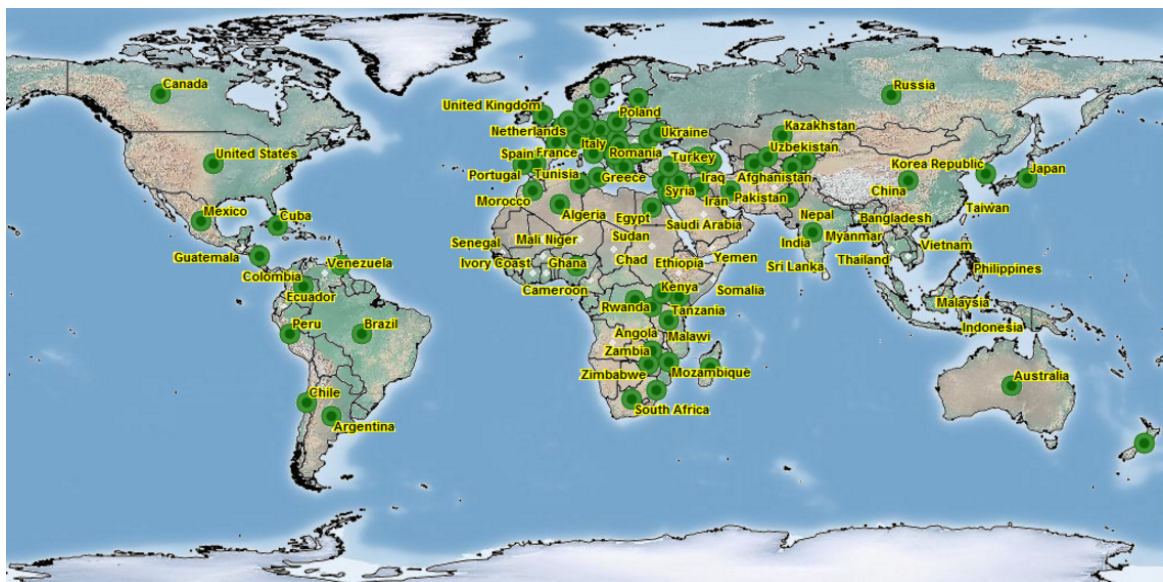 Canada
Russia
United Kingdom
Poland
Netherlands
Ukraine
Kazakhstan
Italy
United States
Spain
France
Romania
Turkey
Uzbekistan
Korea Republic
Japan
Portugal
Tunisia
Greece
Syria
Iraq
Afghanistan
China
Morocco
Iran
Pakistan
Mexico
Cuba
Algeria
Egypt
Saudi Arabia
Nepal
Bangladesh
Taiwan
Senegal
Mali
Niger
Sudan
India
Myanmar
Vietnam
Guatemala
Venezuela
Ivory Coast
Ghana
Chad
Ethiopia
Yemen
Sri Lanka
Thailand
Philippines
Colombia
Ecuador
Cameroon
Kenya
Somalia
Malaysia
Rwanda
Tanzania
Peru
Brazil
Angola
Malawi
Indonesia
Zambia
Zimbabwe
Mozambique
Australia
Chile
South Africa
Argentina